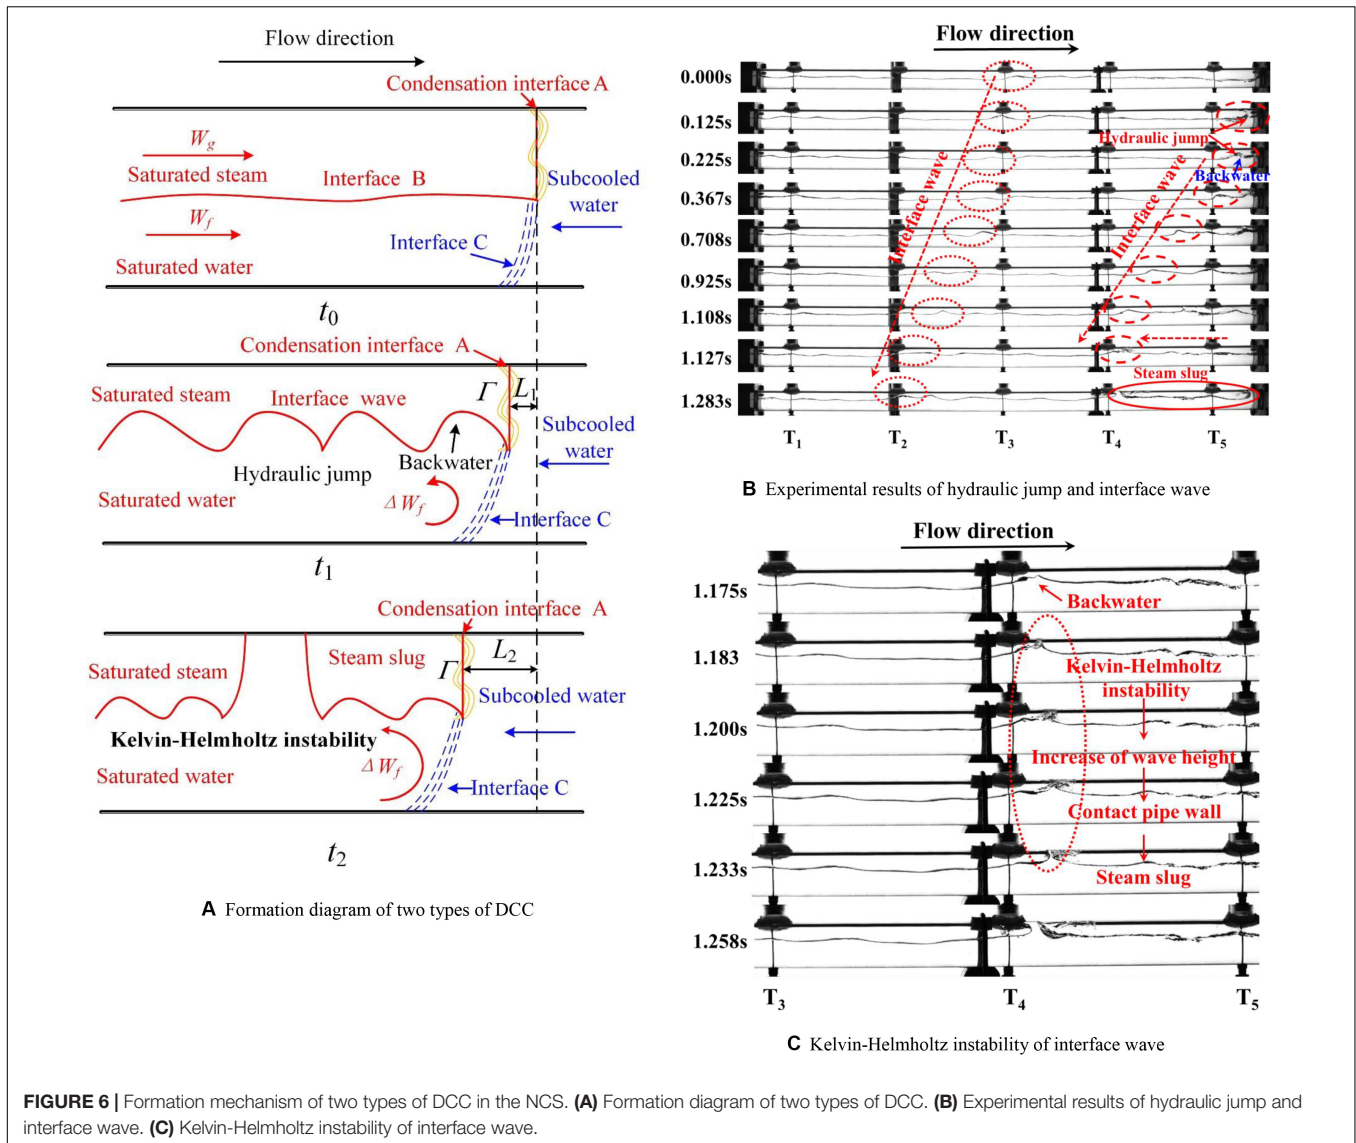 Flow direction
Condensation interface A
W_g
Saturated steam
Interface B
Subcooled
water
W_f
Interface C
Saturated water
t_0
Condensation interface A
Saturated steam
Interface wave
Γ
L_1
Subcooled
water
Hydraulic jump
Backwater
Saturated water
Δ W_f
Interface C
t_1
Condensation interface A
Saturated steam
Steam slug
Γ
L_2
Subcooled water
Kelvin-Helmholtz instability
Saturated water
Δ W_f
Interface C
t_2
A Formation diagram of two types of DCC
Flow direction
0.000s
0.125s
Hydraulic jump
0.225s
Backwater
0.367s
Interface wave
Interface wave
0.708s
0.925s
1.108s
1.127s
Steam slug
1.283s
T_1 T_2 T_3 T_4 T_5
B Experimental results of hydraulic jump and interface wave
Flow direction
1.175s
Backwater
1.183
Kelvin-Helmholtz
instability
1.200s
Increase of wave height
1.225s
Contact pipe wall
1.233s
Steam slug
1.258s
T_3 T_4 T_5
C Kelvin-Helmholtz instability of interface wave
FIGURE 6 | Formation mechanism of two types of DCC in the NCS. (A) Formation diagram of two types of DCC. (B) Experimental results of hydraulic jump and
interface wave. (C) Kelvin-Helmholtz instability of interface wave.